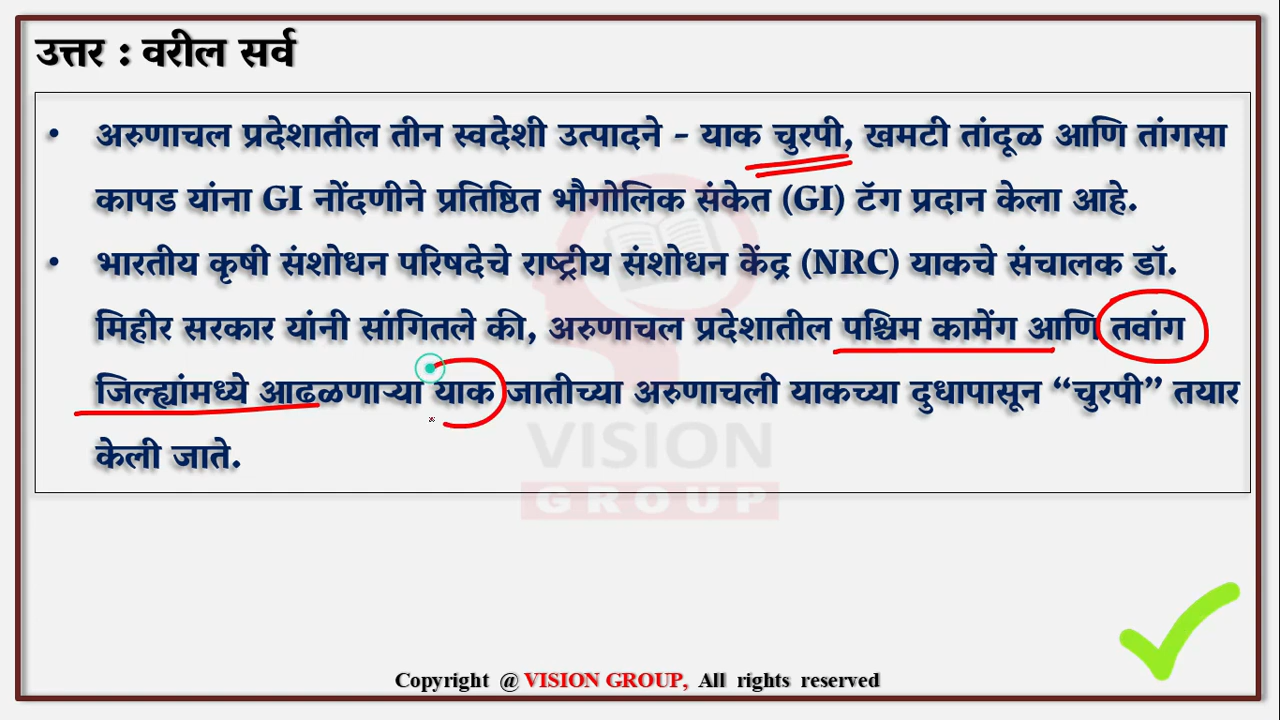 उत्तर : वरील सर्व
• अरुणाचल प्रदेशातील तीन स्वदेशी उत्पादने - याक चुरपी, खमटी तांदूळ आणि तांगसा
कापड यांना GI नोंदणीने प्रतिष्ठित भौगोलिक संकेत (GI) टॅग प्रदान केला आहे.
• भारतीय कृषी संशोधन परिषदेचे राष्ट्रीय संशोधन केंद्र (NRC) याकचे संचालक डॉ.
मिहीर सरकार यांनी सांगितले की, अरुणाचल प्रदेशातील पश्चिम कामेंग आणि तवांग
जिल्ह्यांमध्ये आढळणाऱ्या याक जातीच्या अरुणाचली याकच्या दुधापासून “चुरपी” तयार
केली जाते.
VISION
GROUP
Copyright @ VISION GROUP, All rights reserved